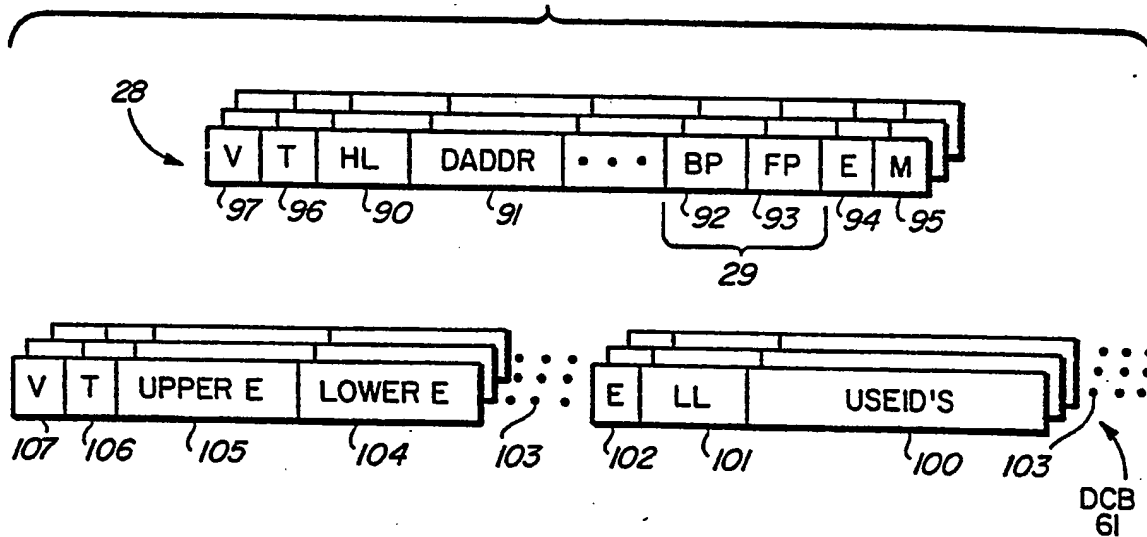 28
V T HL DADDR • • • BP FP E M
97 96 90 91 92 93 94 95
29
V T UPPER E LOWER E E LL USEID'S
107 106 105 104 103 102 101 100 103
DCB
61